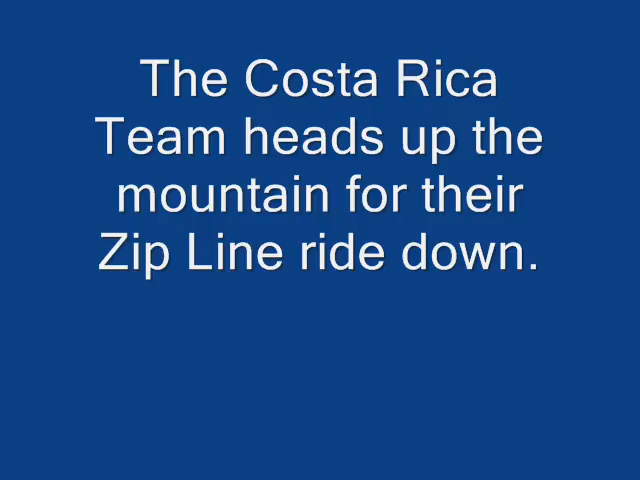 The Costa Rica
Team heads up the
mountain for their
Zip Line ride down.